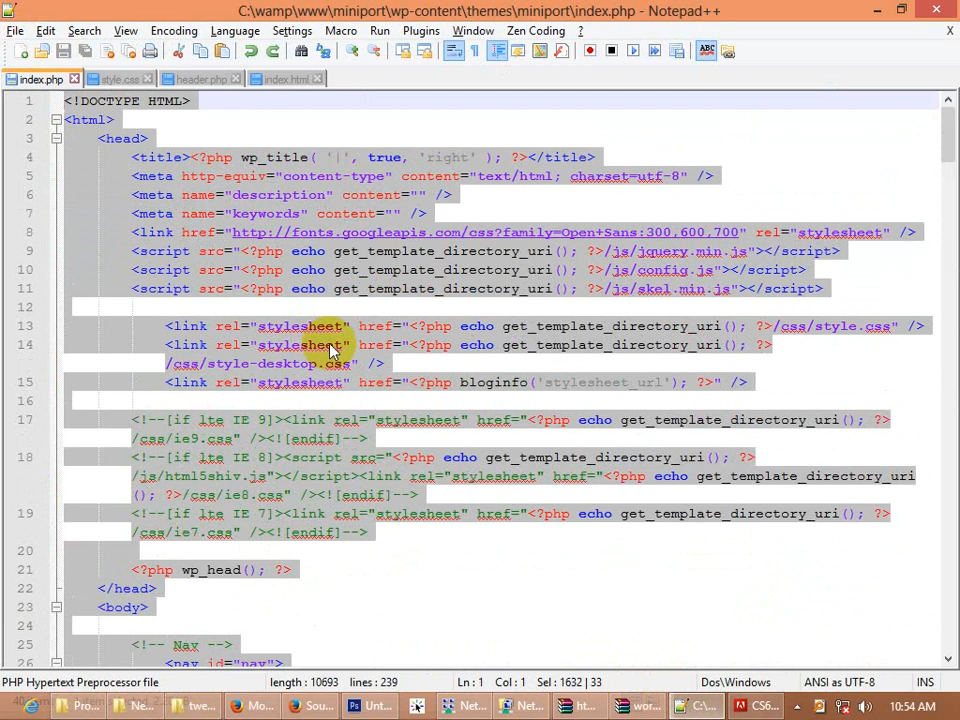 C:\wamp\www\miniport\wp-content\themes\miniport\index.php - Notepad++
File Edit Search View Encoding Language Settings Macro Run Plugins Window Zen Coding ? X
index.php style.css header.php index.html
1 <!DOCTYPE HTML>
2 <html>
3 <head>
4 <title><?php wp_title( '|', true, 'right' ); ?></title>
5 <meta http-equiv="content-type" content="text/html; charset=utf-8" />
6 <meta name="description" content="" />
7 <meta name="keywords" content="" />
8 <link href="http://fonts.googleapis.com/css?family=Open+Sans:300,600,700" rel="stylesheet" />
9 <script src="<?php echo get_template_directory_uri(); ?>/js/jquery.min.js"></script>
10 <script src="<?php echo get_template_directory_uri(); ?>/js/config.js"></script>
11 <script src="<?php echo get_template_directory_uri(); ?>/js/skel.min.js"></script>
12
13 <link rel="stylesheet" href="<?php echo get_template_directory_uri(); ?>/css/style.css" />
14 <link rel="stylesheet" href="<?php echo get_template_directory_uri(); ?>
/css/style-desktop.css" />
15 <link rel="stylesheet" href="<?php bloginfo('stylesheet_url'); ?>" />
16
17 <!--[if lte IE 9]><link rel="stylesheet" href="<?php echo get_template_directory_uri(); ?>
/css/ie9.css" /><![endif]-->
18 <!--[if lte IE 8]><script src="<?php echo get_template_directory_uri(); ?>
/js/html5shiv.js"></script><link rel="stylesheet" href="<?php echo get_template_directory_uri
(); ?>/css/ie8.css" /><![endif]-->
19 <!--[if lte IE 7]><link rel="stylesheet" href="<?php echo get_template_directory_uri(); ?>
/css/ie7.css" /><![endif]-->
20
21 <?php wp_head(); ?>
22 </head>
23 <body>
24
25 <!-- Nav -->
26 <nav id="nav">
PHP Hypertext Preprocessor file length : 10693 lines : 239 Ln : 1 Col : 1 Sel : 1632 | 33 Dos\Windows ANSI as UTF-8 INS
Pro... Ne... twe... Mo... Sou... Unt... Net... Net... ht... wor... C:\... CS6... 10:54 AM